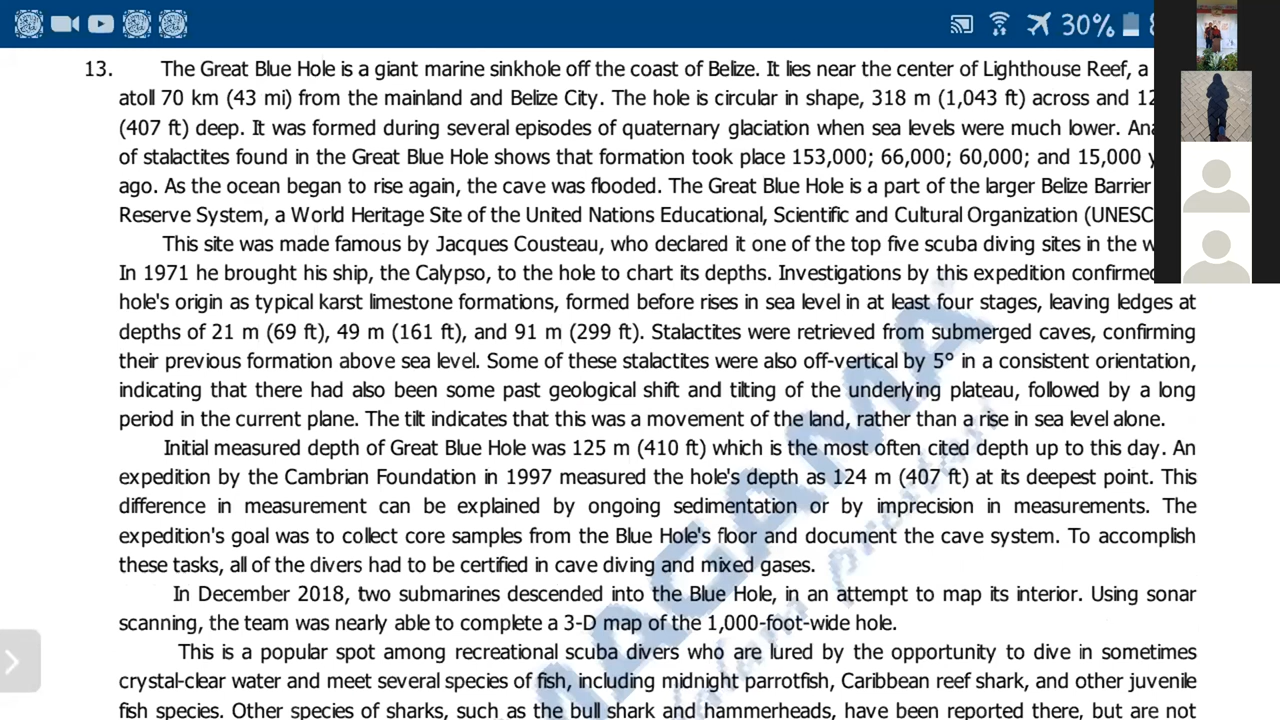 30%
13. The Great Blue Hole is a giant marine sinkhole off the coast of Belize. It lies near the center of Lighthouse Reef, a
atoll 70 km (43 mi) from the mainland and Belize City. The hole is circular in shape, 318 m (1,043 ft) across and
(407 ft) deep. It was formed during several episodes of quaternary glaciation when sea levels were much lower.
of stalactites found in the Great Blue Hole shows that formation took place 153,000; 66,000; 60,000; and 15,000
ago. As the ocean began to rise again, the cave was flooded. The Great Blue Hole is a part of the larger Belize Barrier
Reserve System, a World Heritage Site of the United Nations Educational, Scientific and Cultural Organization (UNESC
This site was made famous by Jacques Cousteau, who declared it one of the top five scuba diving sites in the
In 1971 he brought his ship, the Calypso, to the hole to chart its depths. Investigations by this expedition confirmed
hole's origin as typical karst limestone formations, formed before rises in sea level in at least four stages, leaving ledges at
depths of 21 m (69 ft), 49 m (161 ft), and 91 m (299 ft). Stalactites were retrieved from submerged caves, confirming
their previous formation above sea level. Some of these stalactites were also off-vertical by 5° in a consistent orientation,
indicating that there had also been some past geological shift and tilting of the underlying plateau, followed by a long
period in the current plane. The tilt indicates that this was a movement of the land, rather than a rise in sea level alone.
Initial measured depth of Great Blue Hole was 125 m (410 ft) which is the most often cited depth up to this day. An
expedition by the Cambrian Foundation in 1997 measured the hole's depth as 124 m (407 ft) at its deepest point. This
difference in measurement can be explained by ongoing sedimentation or by imprecision in measurements. The
expedition's goal was to collect core samples from the Blue Hole's floor and document the cave system. To accomplish
these tasks, all of the divers had to be certified in cave diving and mixed gases.
In December 2018, two submarines descended into the Blue Hole, in an attempt to map its interior. Using sonar
scanning, the team was nearly able to complete a 3-D map of the 1,000-foot-wide hole.
This is a popular spot among recreational scuba divers who are lured by the opportunity to dive in sometimes
crystal-clear water and meet several species of fish, including midnight parrotfish, Caribbean reef shark, and other juvenile
fish species. Other species of sharks, such as the bull shark and hammerheads, have been reported there, but are not